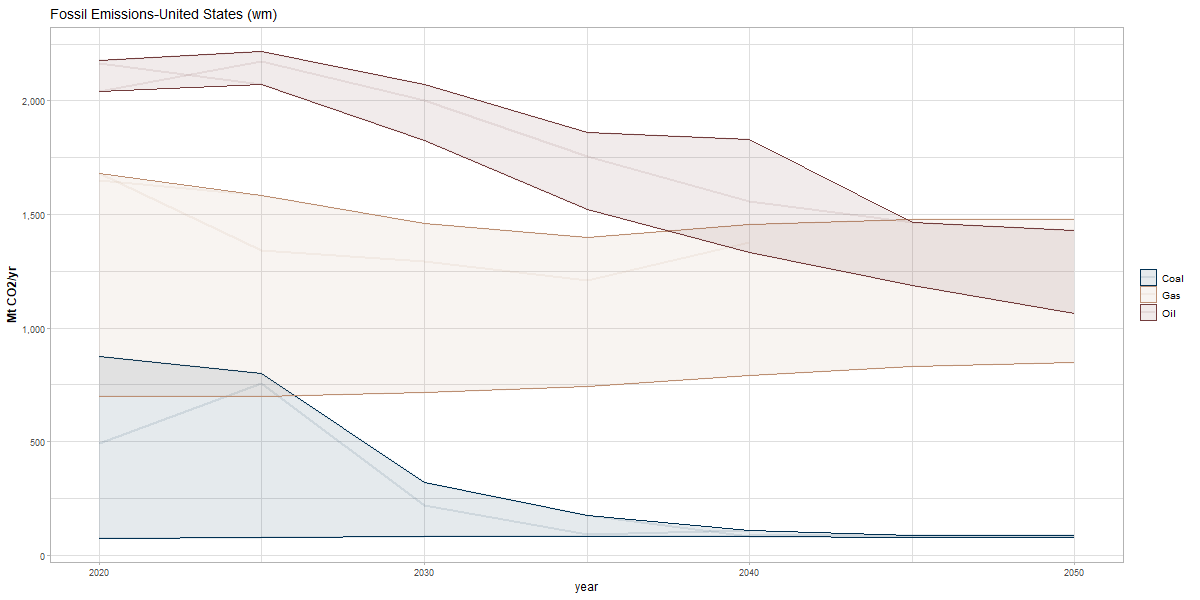 Fossil Emissions-United States (wm)
Mt CO2/yr
2,000
1,500
1,000
500
0
2020
2030
2040
2050
year
Coal
Gas
Oil